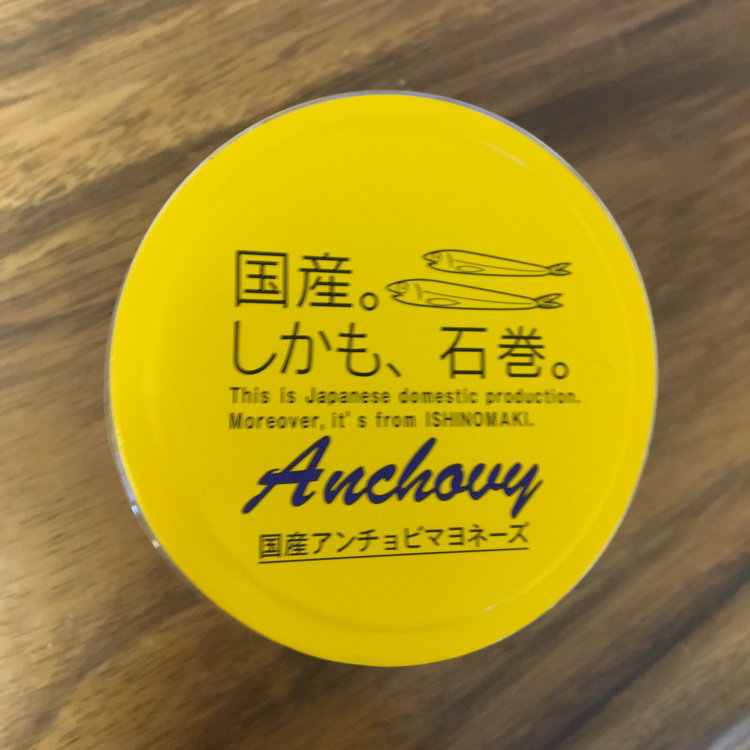 国産。
しかも、石巻。
This is Japanese domestic production.
Moreover, it's from ISHINOMAKI.
Anchovy
国産アンチョビマヨネーズ